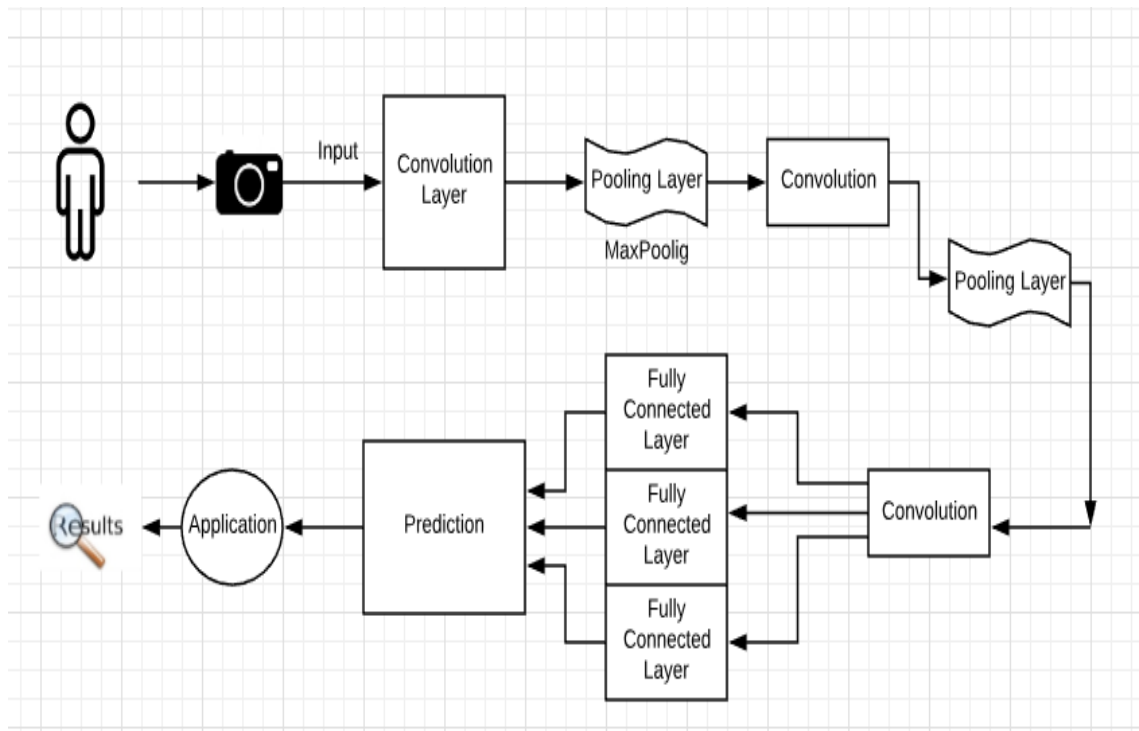 Input
Convolution
Layer
Pooling Layer
MaxPoolig
Convolution
Pooling Layer
Fully
Connected
Layer
Fully
Connected
Layer
Fully
Connected
Layer
Convolution
Prediction
Application
Results